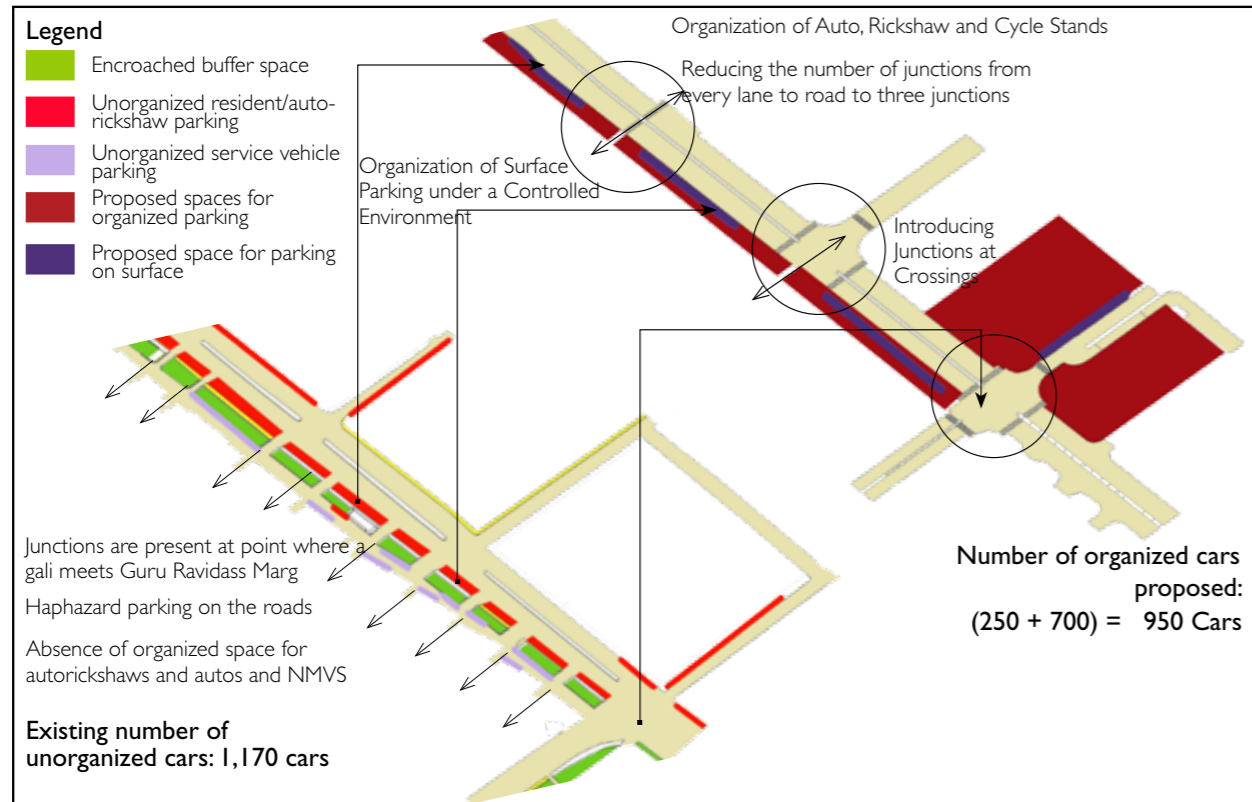 Legend
Encroached buffer space
Unorganized resident/auto-
rickshaw parking
Unorganized service vehicle
parking
Proposed spaces for
organized parking
Proposed space for parking
on surface
Organization of Auto, Rickshaw and Cycle Stands
Reducing the number of junctions from
every lane to road to three junctions
Organization of Surface
Parking under a Controlled
Environment
Introducing
Junctions at
Crossings
Junctions are present at point where a
gali meets Guru Ravidass Marg
Haphazard parking on the roads
Absence of organized space for
autorickshaws and autos and NMVS
Existing number of
unorganized cars: 1,170 cars
Number of organized cars
proposed:
(250 + 700) = 950 Cars